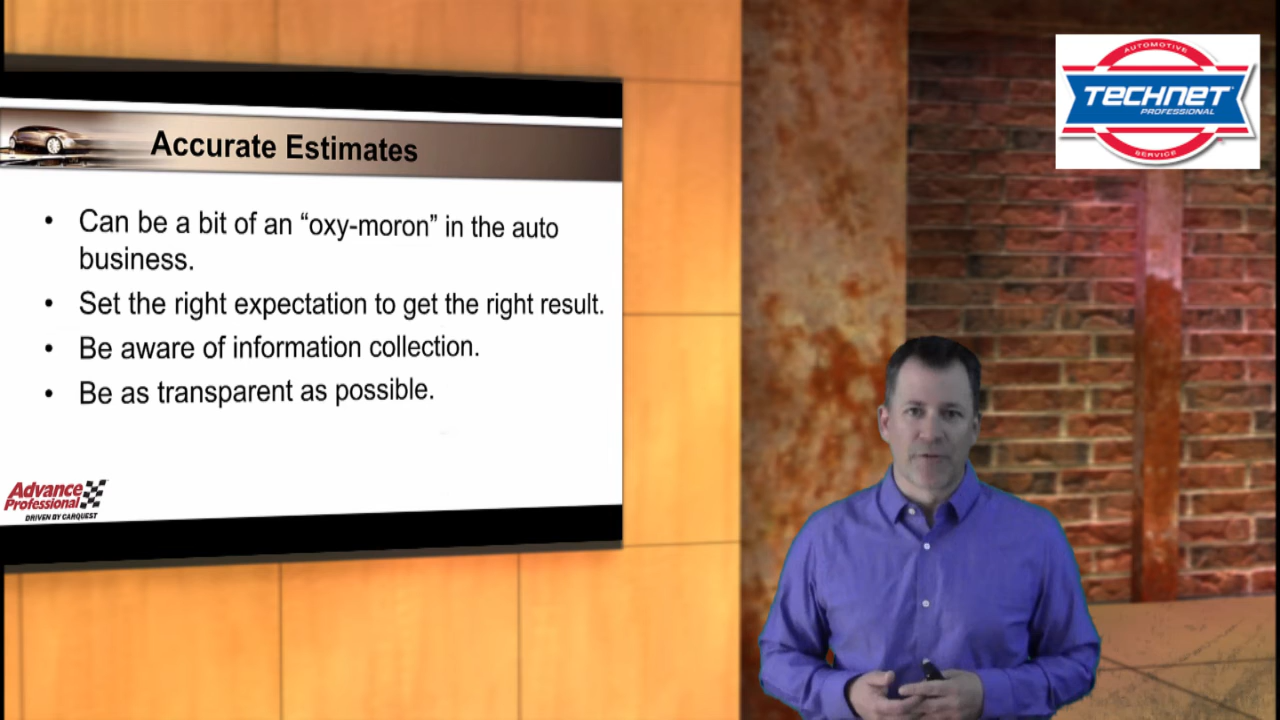 Accurate Estimates
• Can be a bit of an “oxy-moron” in the auto
business.
• Set the right expectation to get the right result.
• Be aware of information collection.
• Be as transparent as possible.
Advance
Professional
DRIVEN BY CARQUEST
AUTOMOTIVE
TECHNET
PROFESSIONAL
SERVICE